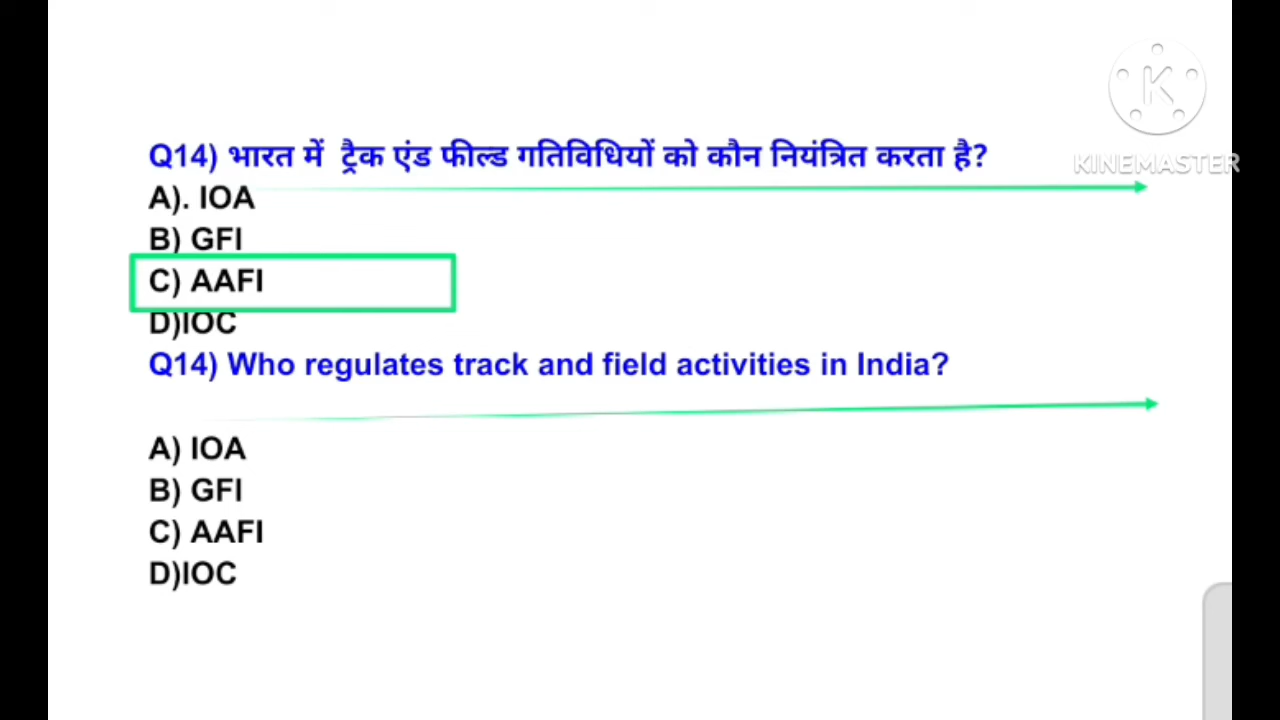 Q14) भारत में ट्रैक एंड फील्ड गतिविधियों को कौन नियंत्रित करता है?
A). IOA
B) GFI
C) AAFI
D)IOC
Q14) Who regulates track and field activities in India?
A) IOA
B) GFI
C) AAFI
D)IOC
K
KINEMASTER